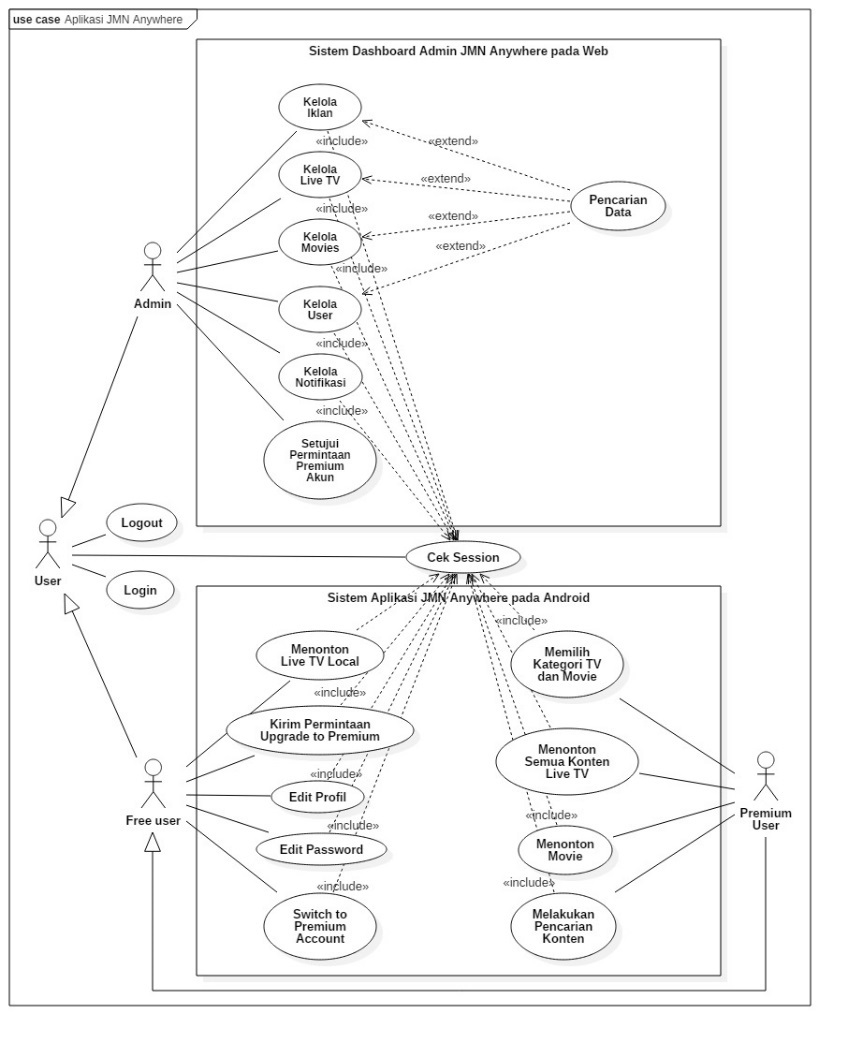 use case Aplikasi JMN Anywhere
Sistem Dashboard Admin JMN Anywhere pada Web
Kelola
Iklan
«include»
«extend»
Kelola
Live TV
«extend»
Pencarian
Data
«include»
«extend»
Kelola
Movies
«extend»
«include»
Admin
Kelola
User
«include»
Kelola
Notifikasi
«include»
Setujui
Permintaan
Premium
Akun
Logout
User
Cek Session
Login
Sistem Aplikasi JMN Anywhere pada Android
«include»
Menonton
Live TV Local
Memilih
Kategori TV
dan Movie
«include»
Kirim Permintaan
Upgrade to Premium
Menonton
Semua Konten
Live TV
«include»
Edit Profil
Free user
Premium
User
«include»
«include»
Edit Password
Menonton
Movie
«include»
«include»
Switch to
Premium
Account
Melakukan
Pencarian
Konten